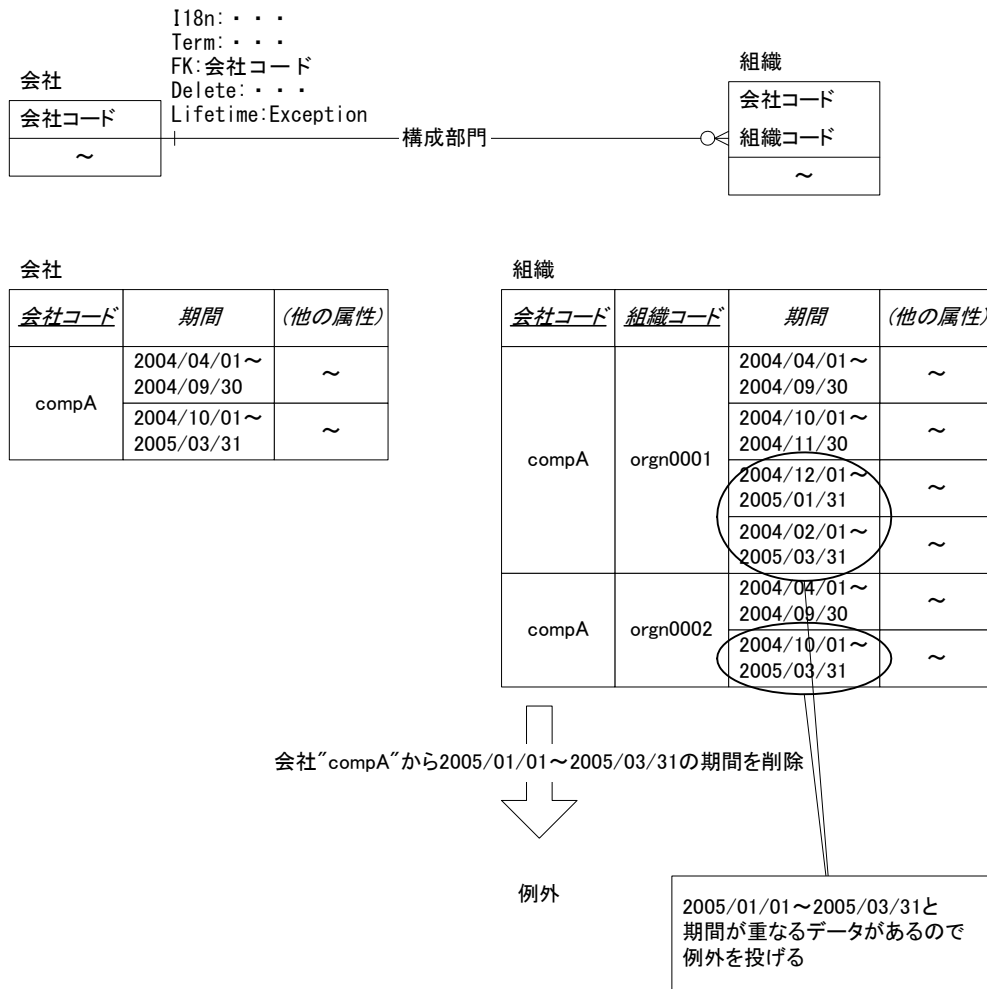 I18n:・・・
Term:・・・
FK:会社コード
Delete:・・・
Lifetime:Exception
会社
会社コード
～
構成部門
組織
会社コード
組織コード
～
会社
会社コード 期間 (他の属性)
compA
2004/04/01～
2004/09/30
～
2004/10/01～
2005/03/31
～
組織
会社コード 組織コード 期間 (他の属性)
compA orgn0001
2004/04/01～
2004/09/30
～
2004/10/01～
2004/11/30
～
2004/12/01～
2005/01/31
～
2004/02/01～
2005/03/31
～
compA orgn0002
2004/04/01～
2004/09/30
～
2004/10/01～
2005/03/31
～
会社"compA"から2005/01/01～2005/03/31の期間を削除
例外
2005/01/01～2005/03/31と
期間が重なるデータがあるので
例外を投げる